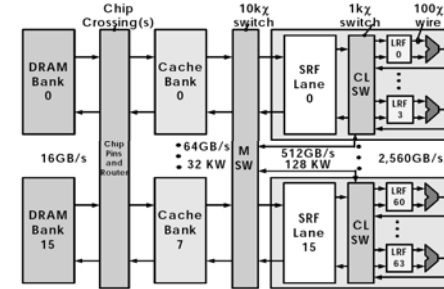 Chip
Crossing(s)
10kχ
switch
1kχ
switch
100χ
wire
DRAM
Bank
0
Cache
Bank
0
SRF
Lane
0
CL
SW
LRF
0
LRF
3
Chip
Pins
and
Router
16GB/s
64GB/s
32 KW
M
SW
512GB/s
128 KW
2,560GB/s
DRAM
Bank
15
Cache
Bank
7
SRF
Lane
15
CL
SW
LRF
60
LRF
63